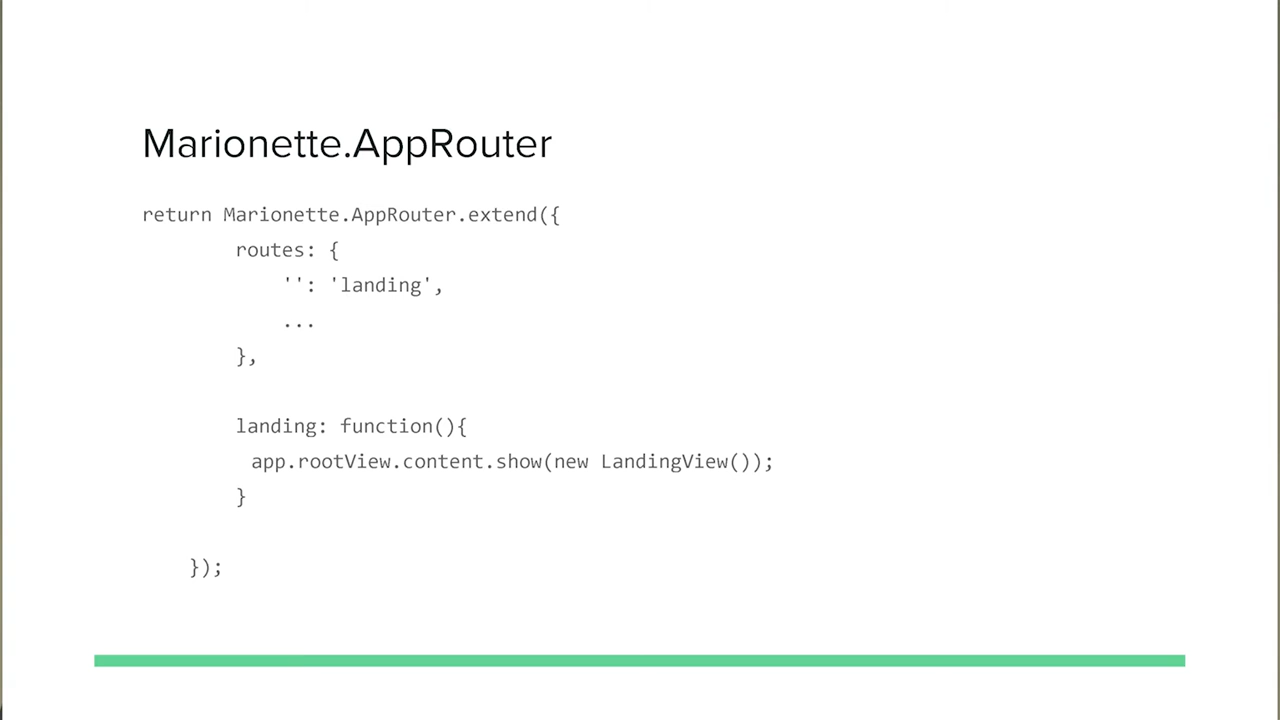 Marionette.AppRouter
return Marionette.AppRouter.extend({
routes: {
'': 'landing',
...
},
landing: function(){
app.rootView.content.show(new LandingView());
}
});